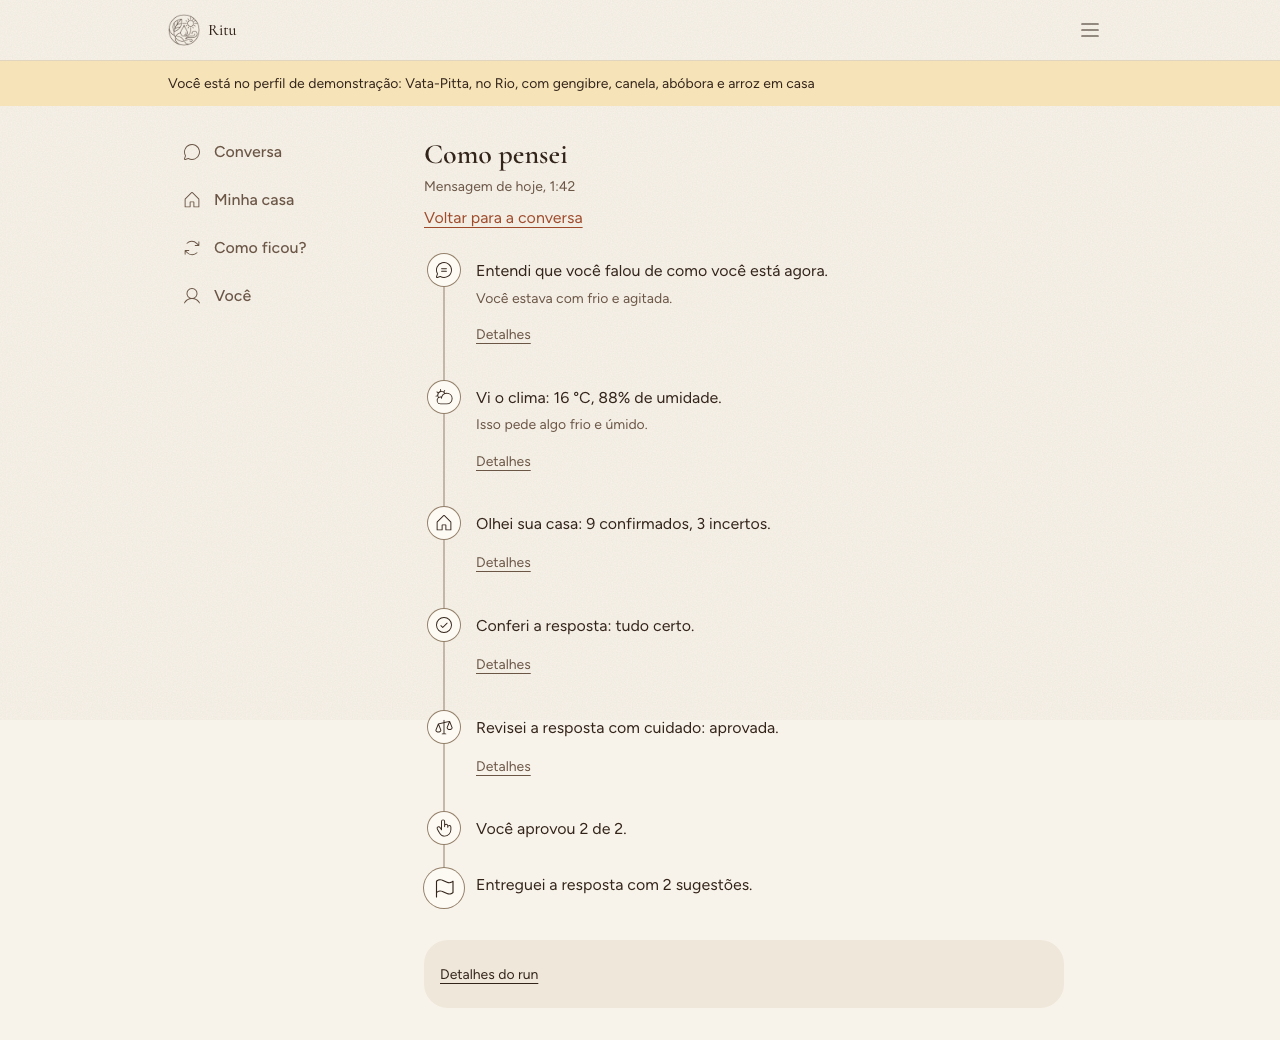 Ritu
Você está no perfil de demonstração: Vata-Pitta, no Rio, com gengibre, canela, abóbora e arroz em casa
Conversa
Minha casa
Como ficou?
Você
Como pensei
Mensagem de hoje, 1:42
Voltar para a conversa
Entendi que você falou de como você está agora.
Você estava com frio e agitada.
Detalhes
Vi o clima: 16 °C, 88% de umidade.
Isso pede algo frio e úmido.
Detalhes
Olhei sua casa: 9 confirmados, 3 incertos.
Detalhes
Conferi a resposta: tudo certo.
Detalhes
Revisei a resposta com cuidado: aprovada.
Detalhes
Você aprovou 2 de 2.
Entreguei a resposta com 2 sugestões.
Detalhes do run